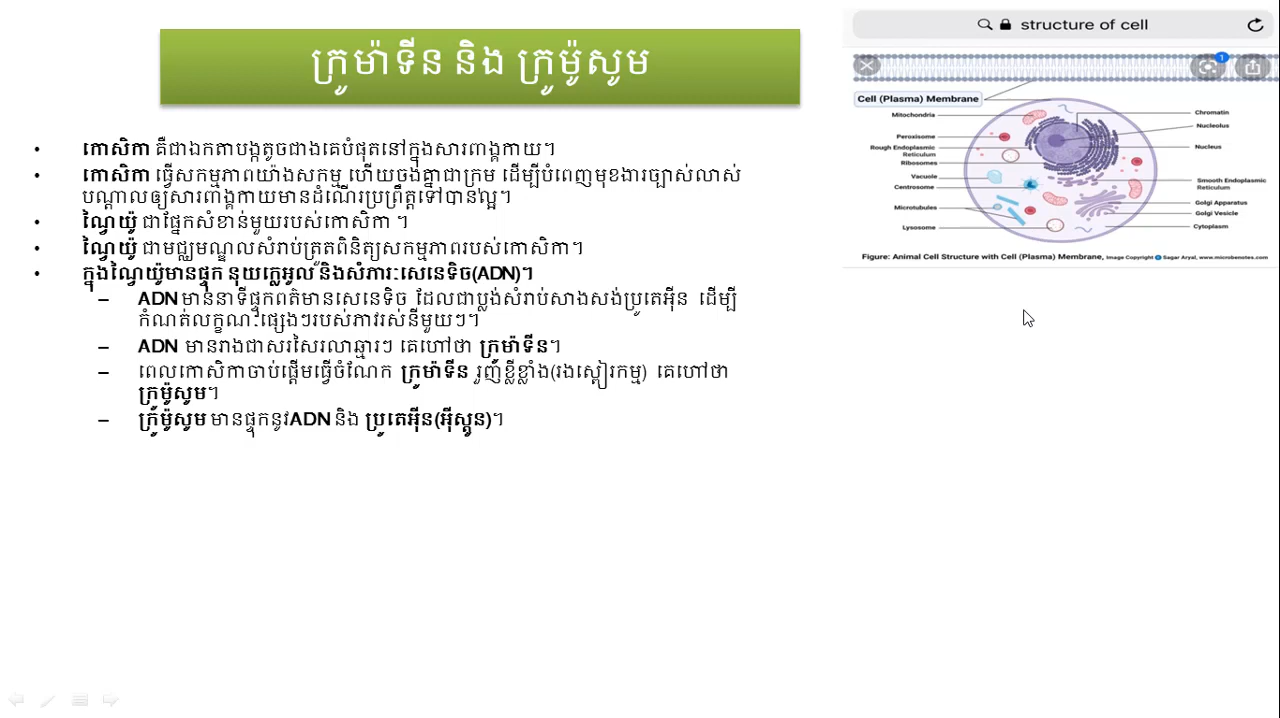 ក្រូម៉ាទីន និង ក្រូម៉ូសូម
structure of cell
1
• កោសិកា គឺជាឯកតាបង្កតូចជាងគេបំផុតនៅក្នុងសារពាង្គកាយ។
• កោសិកា ធ្វើសកម្មភាពយ៉ាងសកម្ម ហើយចងគ្នាជាក្រុម ដើម្បីបំពេញមុខងារច្បាស់លាស់
បណ្តាលឲ្យសារពាង្គកាយមានដំណើរប្រព្រឹត្តទៅបានល្អ។
• ណ្វៃយ៉ូ ជាផ្នែកសំខាន់មួយរបស់កោសិកា ។
• ណ្វៃយ៉ូ ជាមជ្ឈមណ្ឌលសំរាប់ត្រួតពិនិត្យសកម្មភាពរបស់កោសិកា។
• ក្នុងណ្វៃយ៉ូមានផ្ទុក នុយក្លេអូល និងសំភារៈសេនេទិច(ADN)។
– ADN មាននាទីផ្ទុកពត៌មានសេនេទិច ដែលជាប្លង់សំរាប់សាងសង់ប្រូតេអ៊ីន ដើម្បី
កំណត់លក្ខណៈផ្សេងៗរបស់ភាវរស់នីមួយៗ។
– ADN មានរាងជាសរសៃរលាឆ្មារៗ គេហៅថា ក្រូម៉ាទីន។
– ពេលកោសិកាចាប់ផ្តើមធ្វើចំណែក ក្រូម៉ាទីន រួញខ្លីខ្លាំង(រងស្ពៀរកម្ម) គេហៅថា
ក្រូម៉ូសូម។
– ក្រូម៉ូសូម មានផ្ទុកនូវADN និង ប្រូតេអ៊ីន(អ៊ីស្តូន)។
Cell (Plasma) Membrane
Mitochondria
Peroxisome
Rough Endoplasmic
Reticulum
Ribosomes
Vacuole
Centrosome
Microtubules
Lysosome
Chromatin
Nucleolus
Nucleus
Smooth Endoplasmic
Reticulum
Golgi Apparatus
Golgi Vesicle
Cytoplasm
Figure: Animal Cell Structure with Cell (Plasma) Membrane, Image Copyright Sagar Aryal, www.microbenotes.com